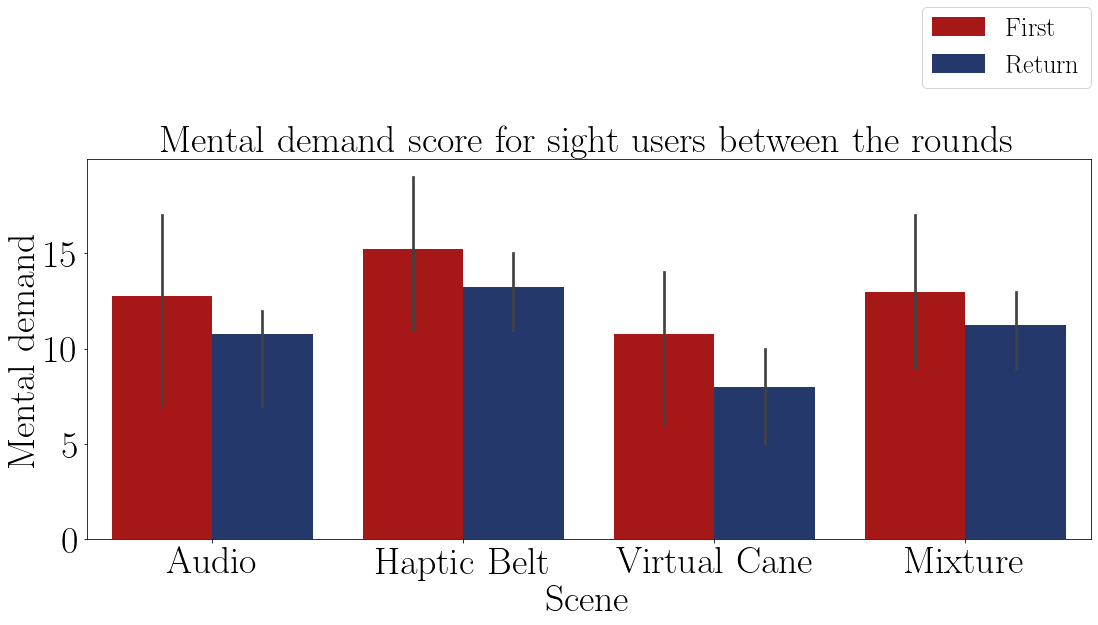 First
Return
Mental demand score for sight users between the rounds
Mental demand
15
10
5
0
Audio
Haptic Belt
Virtual Cane
Mixture
Scene